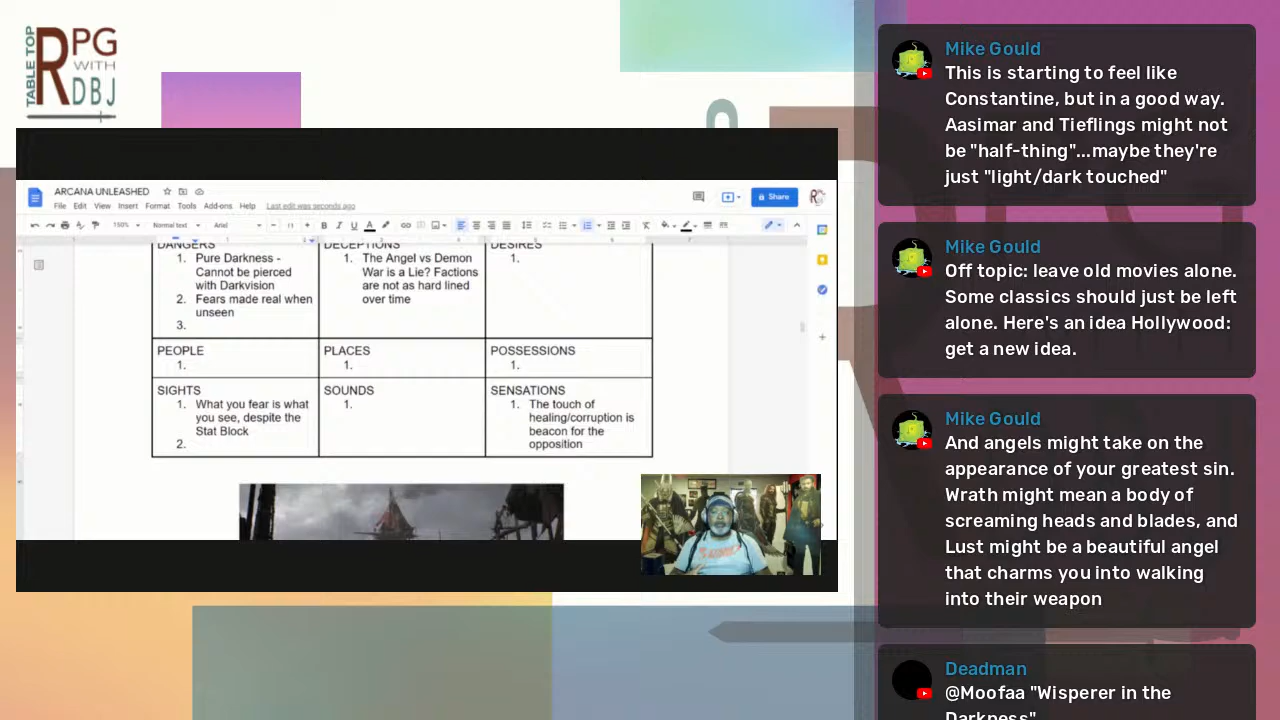 TABLE TOP
RPG
WITH
RDBJ
ARCANA UNLEASHED
File Edit View Insert Format Tools Add-ons Help Last edit was seconds ago
Share
150% Normal text Arial 11
DANGERS
1. Pure Darkness -
Cannot be pierced
with Darkvision
2. Fears made real when
unseen
3.
DECEPTIONS
1. The Angel vs Demon
War is a Lie? Factions
are not as hard lined
over time
DESIRES
1.
PEOPLE
1.
PLACES
1.
POSSESSIONS
1.
SIGHTS
1. What you fear is what
you see, despite the
Stat Block
2.
SOUNDS
1.
SENSATIONS
1. The touch of
healing/corruption is
beacon for the
opposition
Mike Gould
This is starting to feel like
Constantine, but in a good way.
Aasimar and Tieflings might not
be "half-thing"...maybe they're
just "light/dark touched"
Mike Gould
Off topic: leave old movies alone.
Some classics should just be left
alone. Here's an idea Hollywood:
get a new idea.
Mike Gould
And angels might take on the
appearance of your greatest sin.
Wrath might mean a body of
screaming heads and blades, and
Lust might be a beautiful angel
that charms you into walking
into their weapon
Deadman
@Moofaa "Wisperer in the
Darkness"